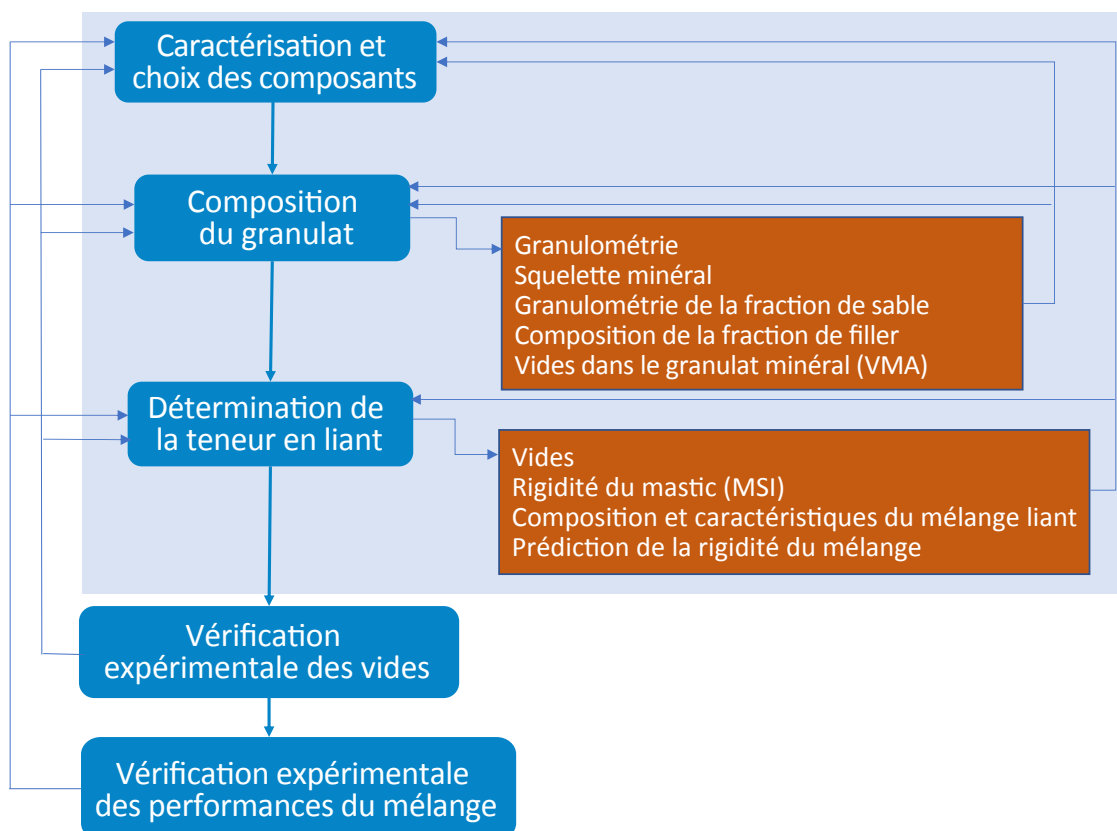 Caractérisation et
choix des composants
Composition
du granulat
Granulométrie
Squelette minéral
Granulométrie de la fraction de sable
Composition de la fraction de filler
Vides dans le granulat minéral (VMA)
Détermination de
la teneur en liant
Vides
Rigidité du mastic (MSI)
Composition et caractéristiques du mélange liant
Prédiction de la rigidité du mélange
Vérification
expérimentale des vides
Vérification expérimentale
des performances du mélange